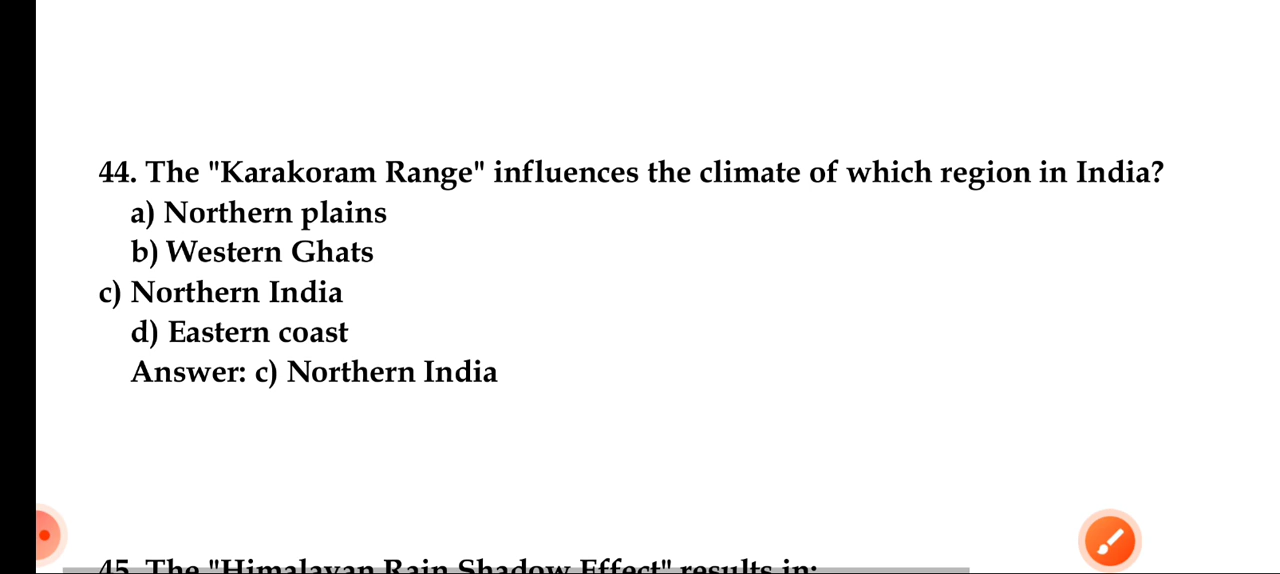 44. The "Karakoram Range" influences the climate of which region in India?
a) Northern plains
b) Western Ghats
c) Northern India
d) Eastern coast
Answer: c) Northern India
45. The "Himalayan Rain Shadow Effect" results in: